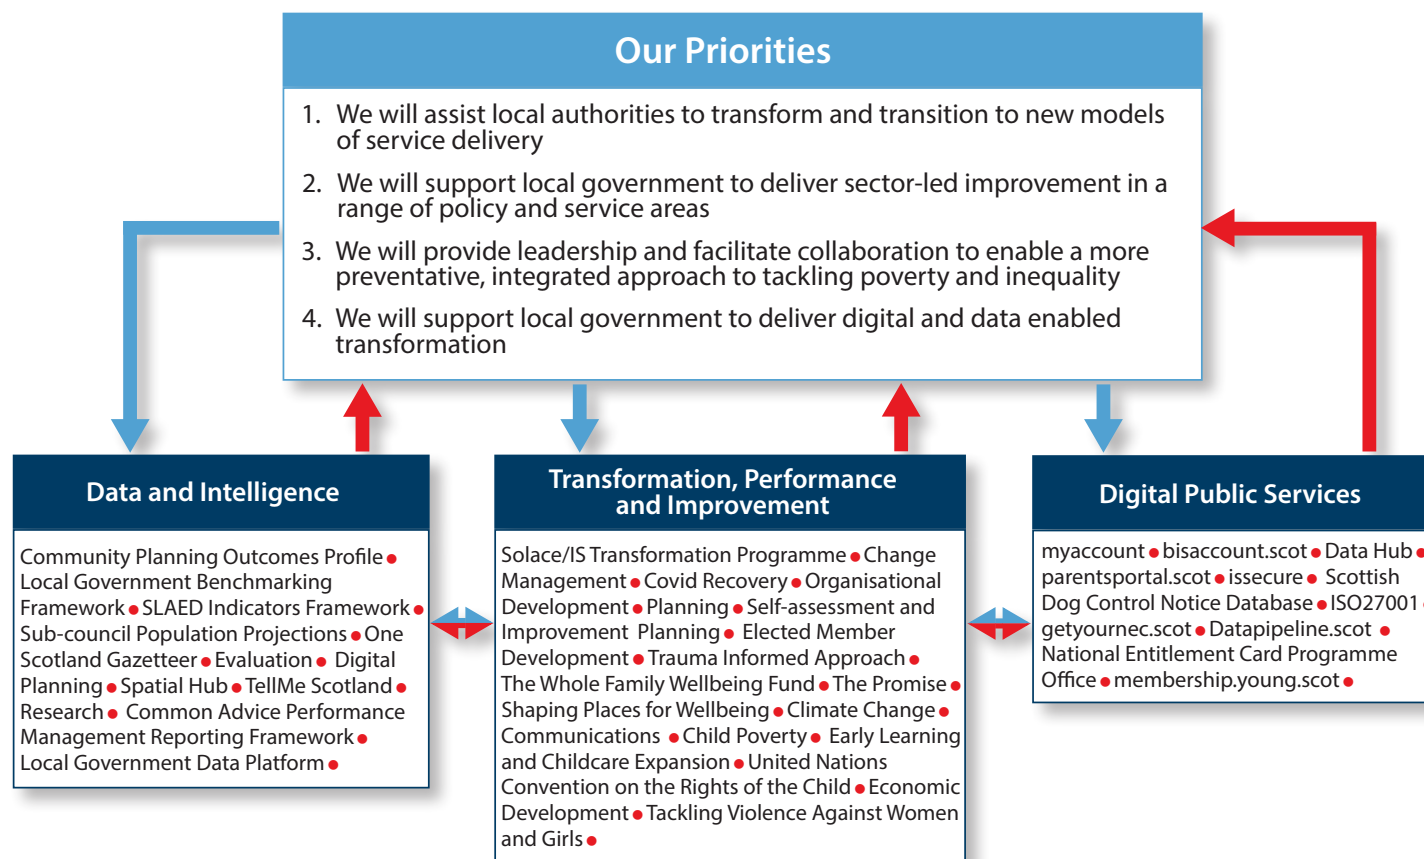 Our Priorities
1. We will assist local authorities to transform and transition to new models
of service delivery
2. We will support local government to deliver sector-led improvement in a
range of policy and service areas
3. We will provide leadership and facilitate collaboration to enable a more
preventative, integrated approach to tackling poverty and inequality
4. We will support local government to deliver digital and data enabled
transformation
Data and Intelligence
Community Planning Outcomes Profile •
Local Government Benchmarking
Framework • SLAED Indicators Framework •
Sub-council Population Projections • One
Scotland Gazetteer • Evaluation • Digital
Planning • Spatial Hub • TellMe Scotland •
Research • Common Advice Performance
Management Reporting Framework •
Local Government Data Platform •
Transformation, Performance
and Improvement
Solace/IS Transformation Programme • Change
Management • Covid Recovery • Organisational
Development • Planning • Self-assessment and
Improvement Planning • Elected Member
Development • Trauma Informed Approach •
The Whole Family Wellbeing Fund • The Promise •
Shaping Places for Wellbeing • Climate Change •
Communications • Child Poverty • Early Learning
and Childcare Expansion • United Nations
Convention on the Rights of the Child • Economic
Development • Tackling Violence Against Women
and Girls •
Digital Public Services
myaccount • bisaccount.scot • Data Hub •
parentsportal.scot • issecure • Scottish
Dog Control Notice Database • ISO27001 •
getyournec.scot • Datapipeline.scot •
National Entitlement Card Programme
Office • membership.young.scot •